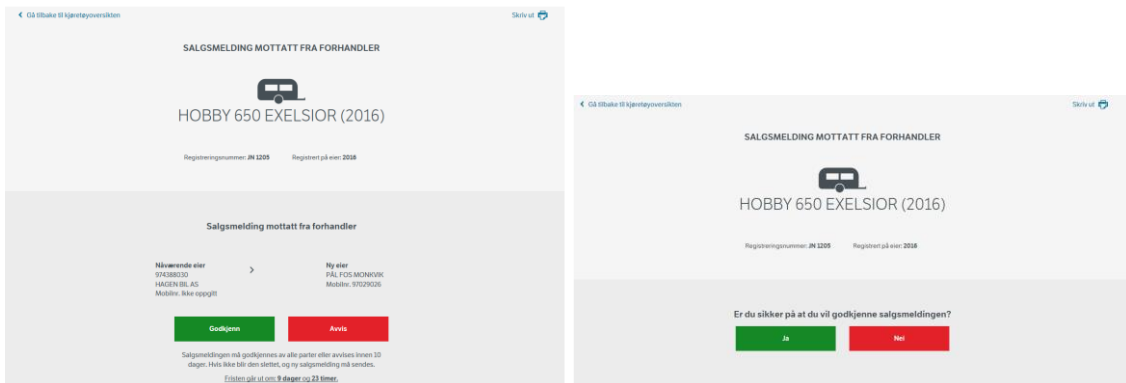 Gå tilbake til kjøretøyoversikten
Skriv ut
SALGSMELDING MOTTATT FRA FORHANDLER
HOBBY 650 EXELSIOR (2016)
Registreringsnummer: JN 1205 Registrert på eier: 2016
Salgsmelding mottatt fra forhandler
Nåværende eier
974388030
HAGEN BIL AS
Mobilnr. Ikke oppgitt
Ny eier
PÅL FOS MONKVIK
Mobilnr. 97029026
Godkjenn
Avvis
Salgsmeldingen må godkjennes av alle parter eller avvises innen 10
dager. Hvis ikke blir den slettet, og ny salgsmelding må sendes.
Fristen går ut om: 9 dager og 23 timer.
Gå tilbake til kjøretøyoversikten
Skriv ut
SALGSMELDING MOTTATT FRA FORHANDLER
HOBBY 650 EXELSIOR (2016)
Registreringsnummer: JN 1205 Registrert på eier: 2016
Er du sikker på at du vil godkjenne salgsmeldingen?
Ja
Nei